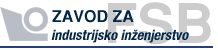 FSB
ZAVOD ZA
industrijsko inženjerstvo